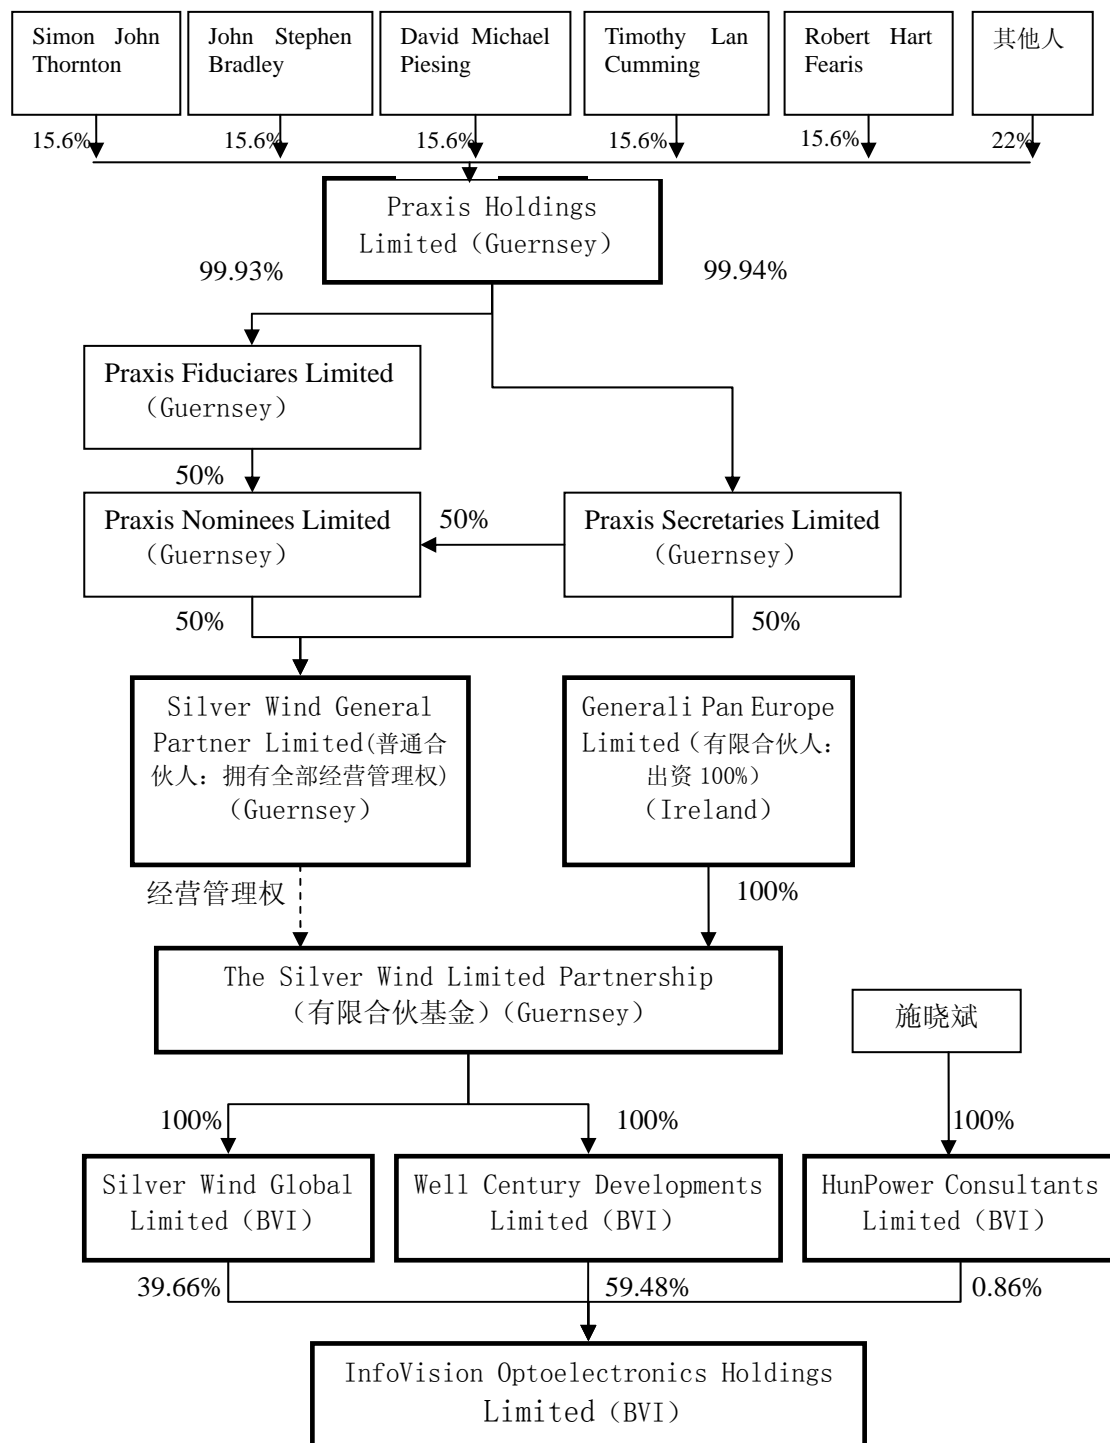 Simon John
Thornton
John Stephen
Bradley
David Michael
Piesing
Timothy Lan
Cumming
Robert Hart
Fearis
其他人
15.6%
15.6%
15.6%
15.6%
15.6%
22%
Praxis Holdings
Limited（Guernsey）
99.93%
99.94%
Praxis Fiduciares Limited
（Guernsey）
50%
Praxis Nominees Limited
（Guernsey）
50%
Praxis Secretaries Limited
（Guernsey）
50%
50%
Silver Wind General
Partner Limited(普通合
伙人：拥有全部经营管理权)
（Guernsey）
Generali Pan Europe
Limited（有限合伙人：
出资 100%）
（Ireland）
经营管理权
100%
The Silver Wind Limited Partnership
（有限合伙基金）(Guernsey）
施晓斌
100%
100%
100%
Silver Wind Global
Limited（BVI）
Well Century Developments
Limited（BVI）
HunPower Consultants
Limited（BVI）
39.66%
59.48%
0.86%
InfoVision Optoelectronics Holdings
Limited（BVI）